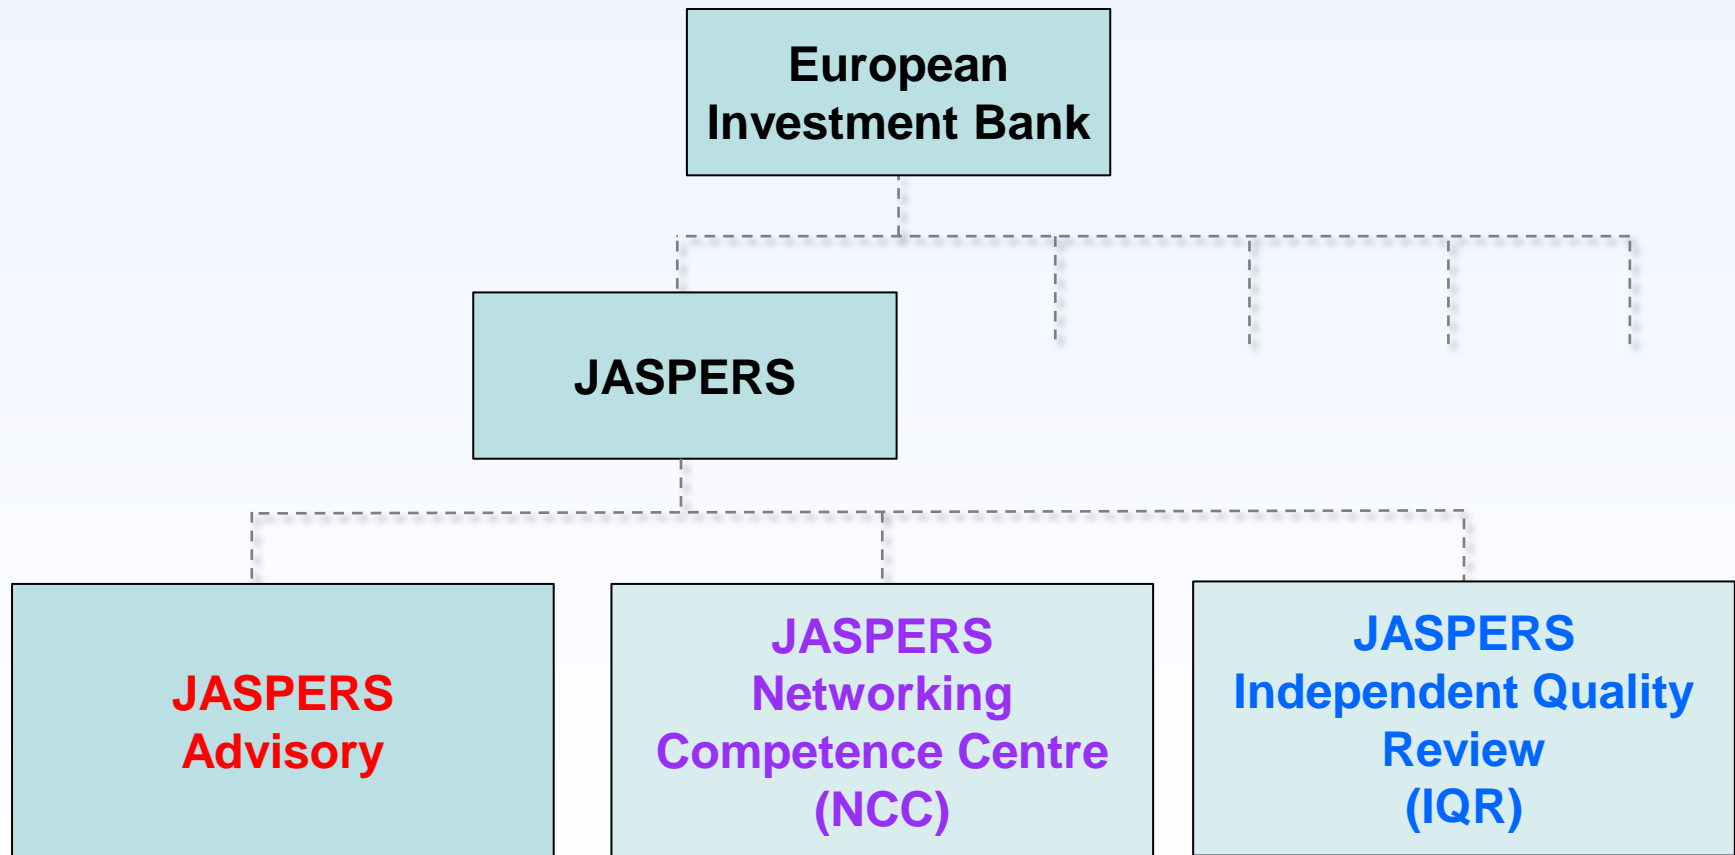 European
Investment Bank
JASPERS
JASPERS
Advisory
JASPERS
Networking
Competence Centre
(NCC)
JASPERS
Independent Quality
Review
(IQR)